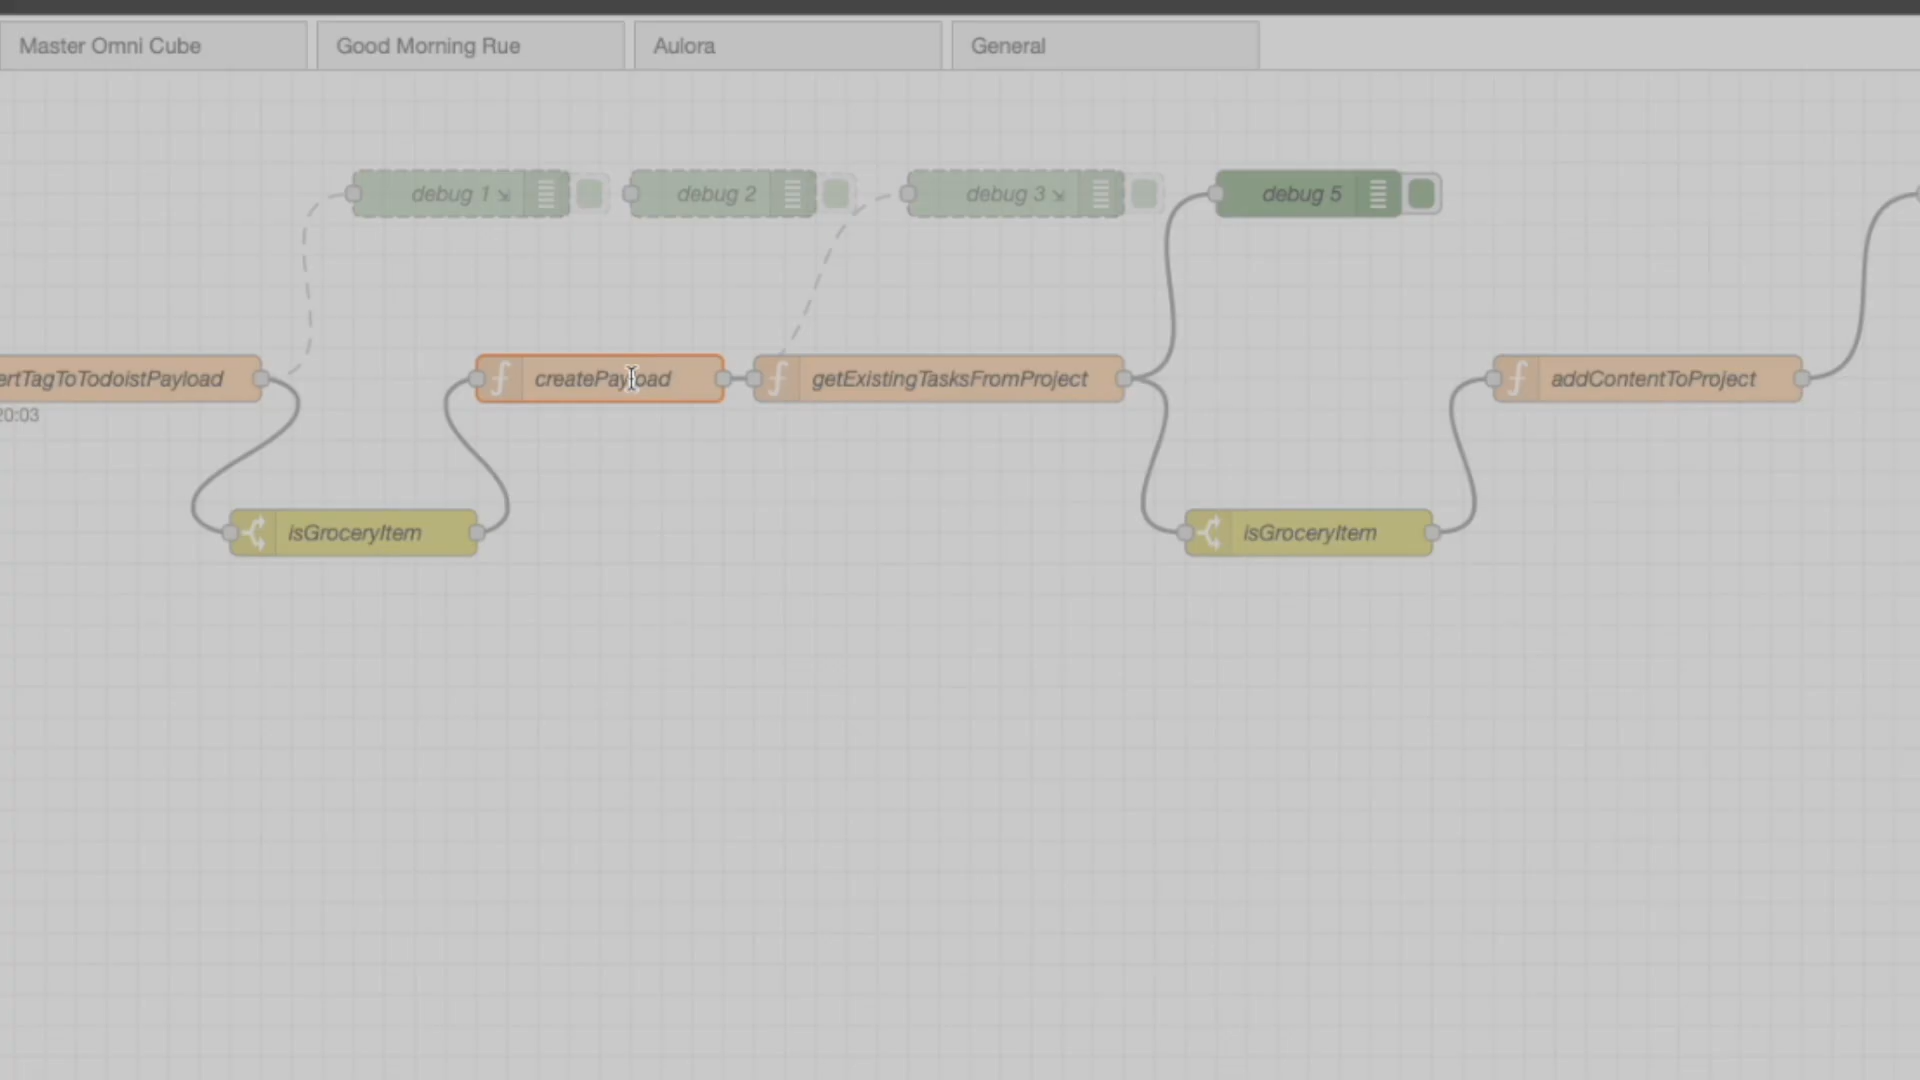 Master Omni Cube
Good Morning Rue
Aulora
General
debug 1
debug 2
debug 3
debug 5
ertTagToTodoistPayload
createPayload
getExistingTasksFromProject
addContentToProject
20:03
isGroceryItem
isGroceryItem